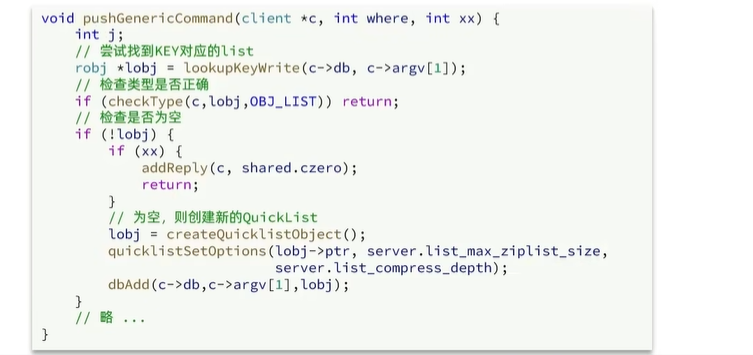 void pushGenericCommand(client *c, int where, int xx) {
    int j;
    // 尝试找到KEY对应的list
    robj *lobj = lookupKeyWrite(c->db, c->argv[1]);
    // 检查类型是否正确
    if (checkType(c,lobj,OBJ_LIST)) return;
    // 检查是否为空
    if (!lobj) {
        if (xx) {
            addReply(c, shared.czero);
            return;
        }
        // 为空，则创建新的QuickList
        lobj = createQuicklistObject();
        quicklistSetOptions(lobj->ptr, server.list_max_ziplist_size,
                            server.list_compress_depth);
        dbAdd(c->db,c->argv[1],lobj);
    }
    // 略 ...
}